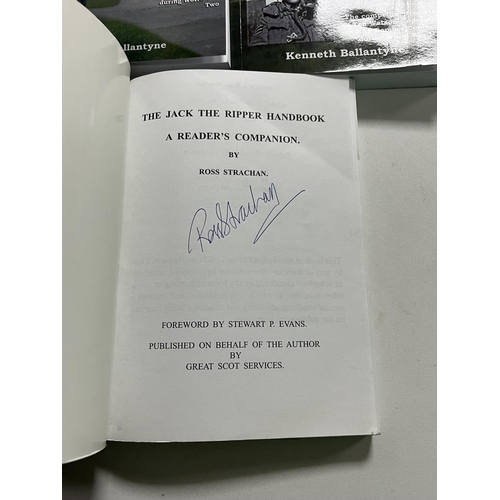 Two
Ballantyne
Kenneth Ballantyne
THE JACK THE RIPPER HANDBOOK
A READER'S COMPANION.
BY
ROSS STRACHAN.
Ross Strachan
FOREWORD BY STEWART P. EVANS.
PUBLISHED ON BEHALF OF THE AUTHOR
BY
GREAT SCOT SERVICES.